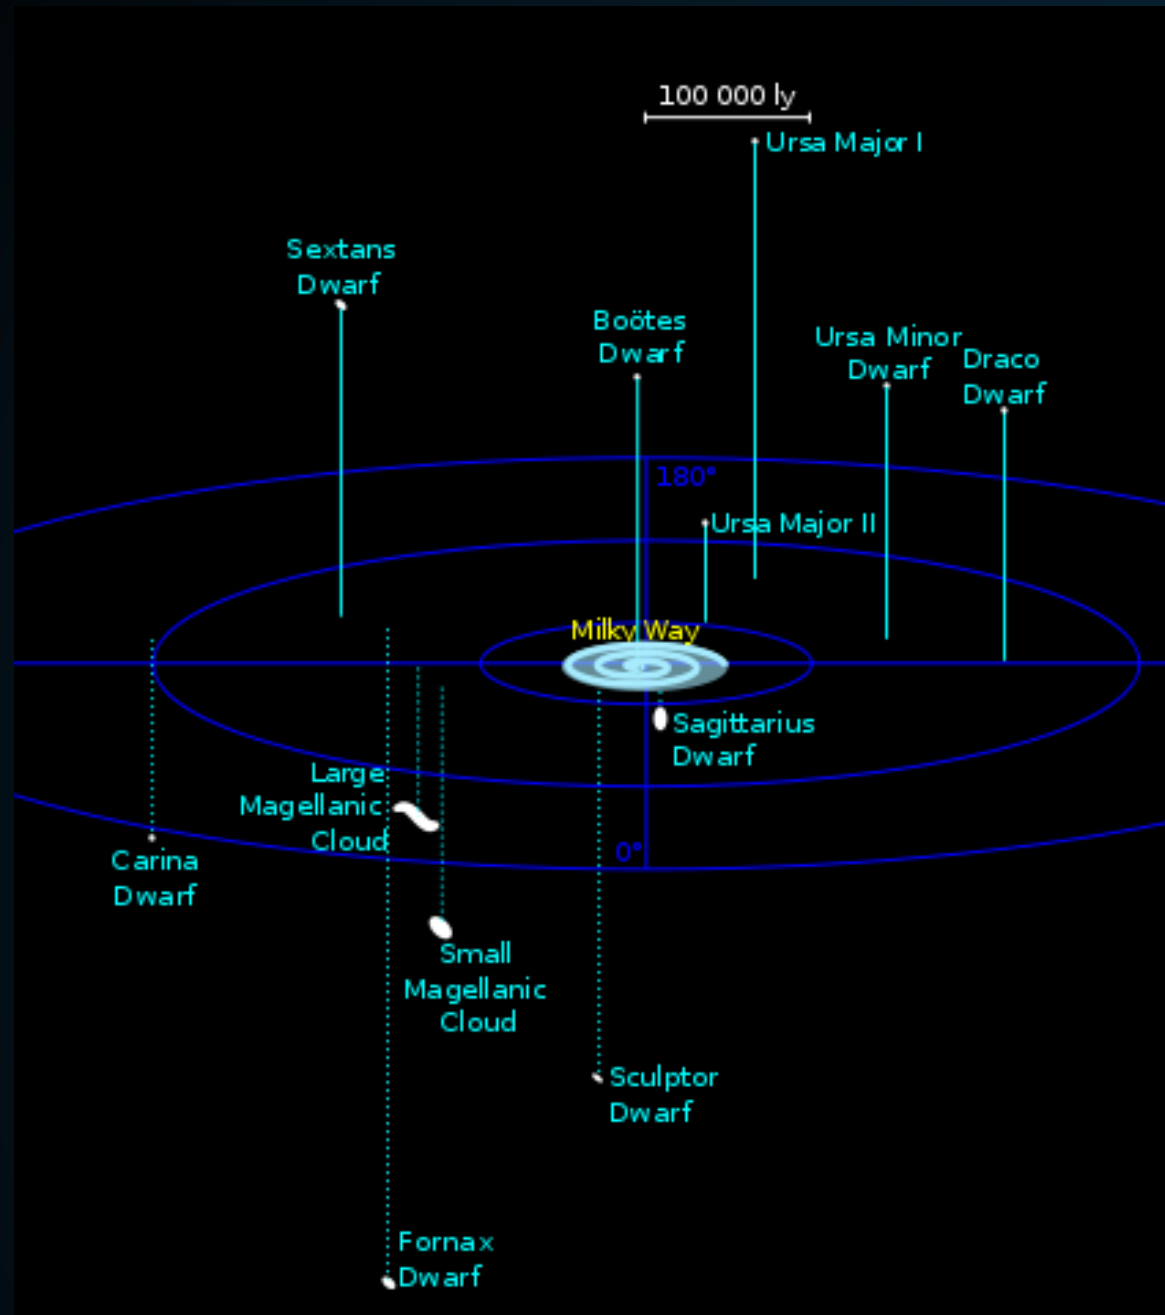 100 000 ly
Ursa Major I
Sextans
Dwarf
Boötes
Dwarf
Ursa Minor
Dwarf
Draco
Dwarf
180°
Ursa Major II
Milky Way
Sagittarius
Dwarf
Large
Magellanic
Cloud
0°
Carina
Dwarf
Small
Magellanic
Cloud
Sculptor
Dwarf
Fornax
Dwarf